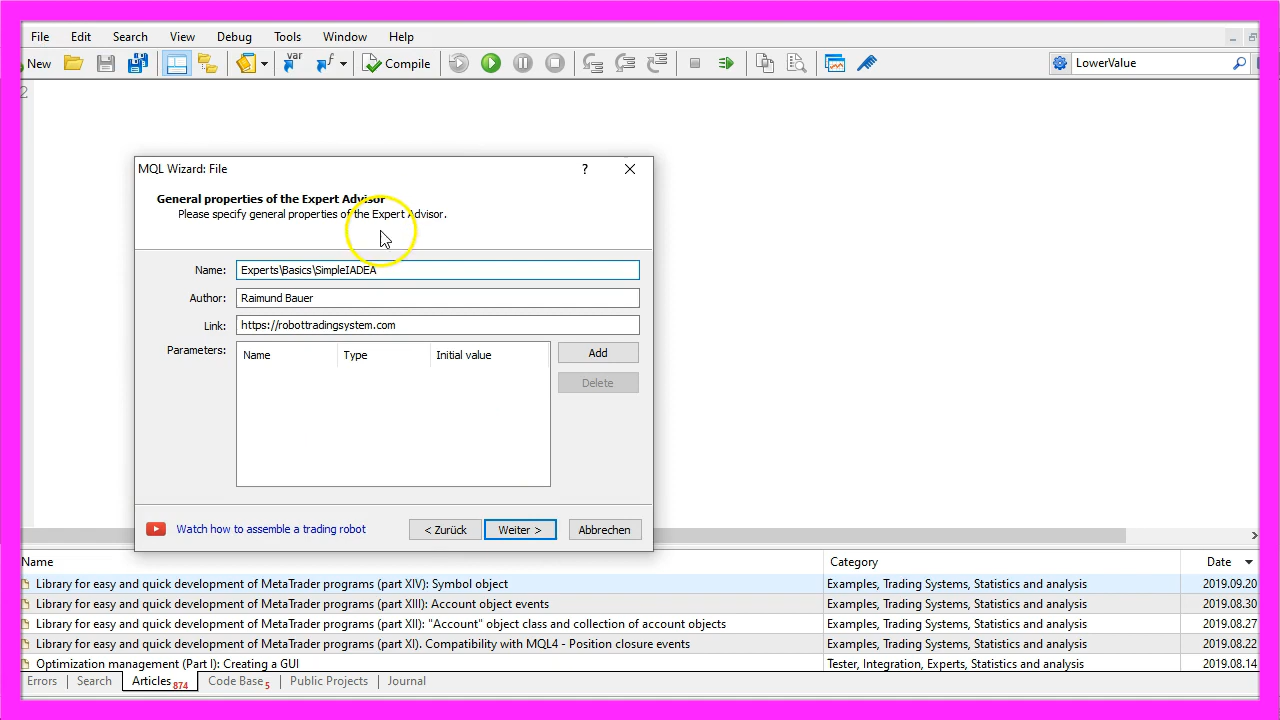 File Edit Search View Debug Tools Window Help
New var Compile LowerValue
2
MQL Wizard: File ?
General properties of the Expert Advisor
Please specify general properties of the Expert Advisor.
Name: Experts\Basics\SimpleIADEA
Author: Raimund Bauer
Link: https://robottradingsystem.com
Parameters: Name Type Initial value Add
Delete
Watch how to assemble a trading robot < Zurück Weiter > Abbrechen
Name Category Date
Library for easy and quick development of MetaTrader programs (part XIV): Symbol object Examples, Trading Systems, Statistics and analysis 2019.09.20
Library for easy and quick development of MetaTrader programs (part XIII): Account object events Examples, Trading Systems, Statistics and analysis 2019.08.30
Library for easy and quick development of MetaTrader programs (part XII): "Account" object class and collection of account objects Examples, Trading Systems, Statistics and analysis 2019.08.27
Library for easy and quick development of MetaTrader programs (part XI). Compatibility with MQL4 - Position closure events Examples, Trading Systems, Statistics and analysis 2019.08.22
Optimization management (Part I): Creating a GUI Tester, Integration, Experts, Statistics and analysis 2019.08.14
Errors Search Articles 874 Code Base 5 Public Projects Journal